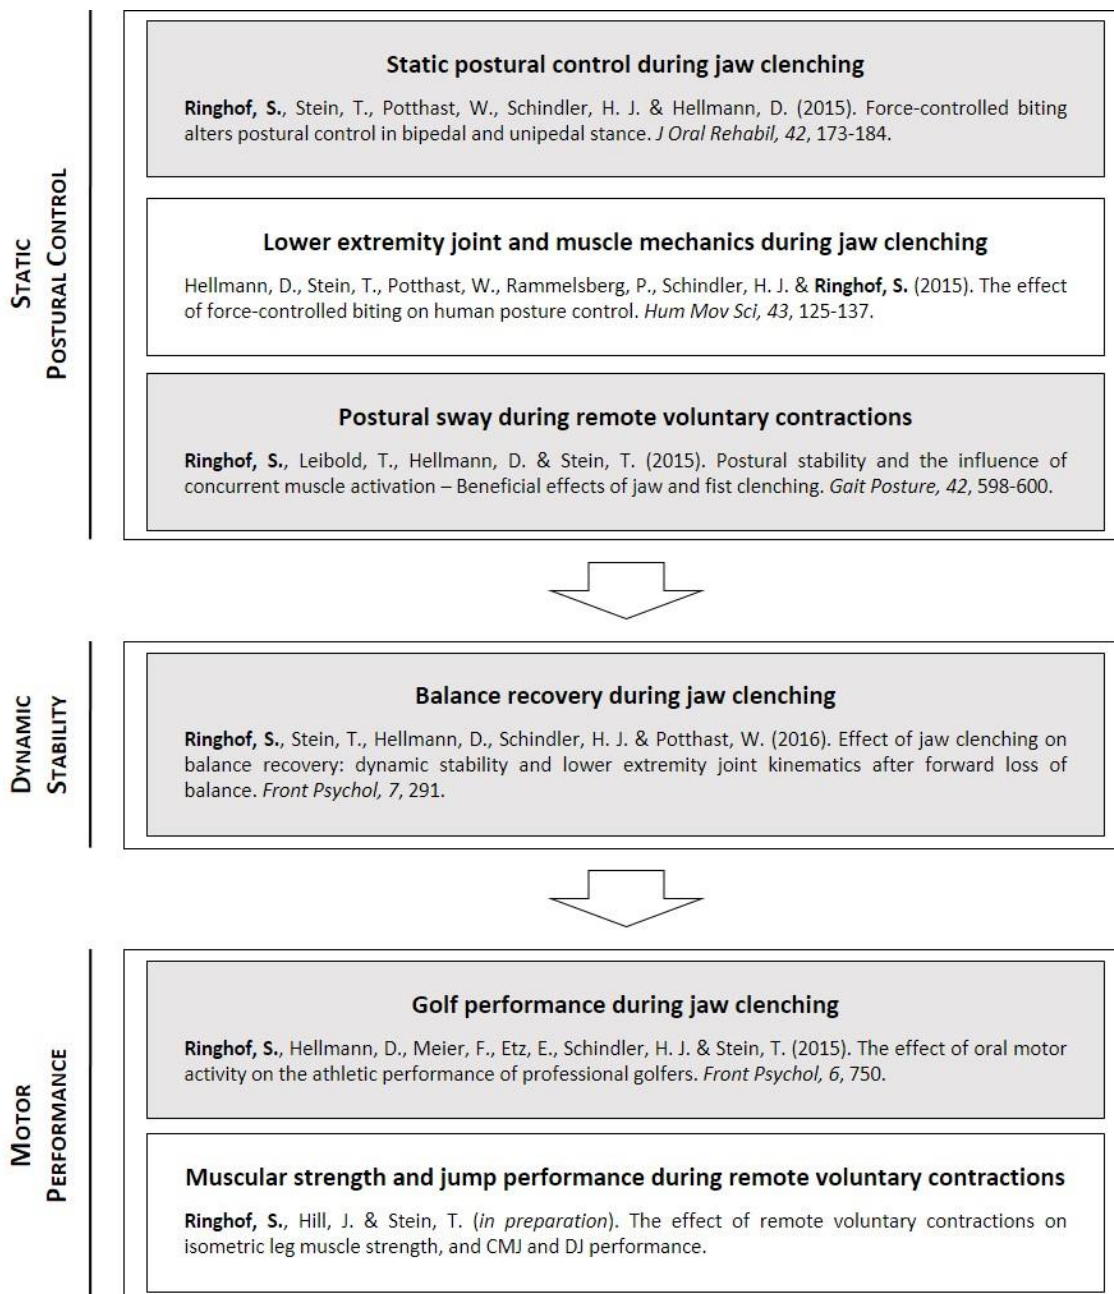 STATIC
POSTURAL CONTROL
Static postural control during jaw clenching
Ringhof, S., Stein, T., Potthast, W., Schindler, H. J. & Hellmann, D. (2015). Force-controlled biting
alters postural control in bipedal and unipedal stance. J Oral Rehabil, 42, 173-184.
Lower extremity joint and muscle mechanics during jaw clenching
Hellmann, D., Stein, T., Potthast, W., Rammelsberg, P., Schindler, H. J. & Ringhof, S. (2015). The effect
of force-controlled biting on human posture control. Hum Mov Sci, 43, 125-137.
Postural sway during remote voluntary contractions
Ringhof, S., Leibold, T., Hellmann, D. & Stein, T. (2015). Postural stability and the influence of
concurrent muscle activation – Beneficial effects of jaw and fist clenching. Gait Posture, 42, 598-600.
DYNAMIC
STABILITY
Balance recovery during jaw clenching
Ringhof, S., Stein, T., Hellmann, D., Schindler, H. J. & Potthast, W. (2016). Effect of jaw clenching on
balance recovery: dynamic stability and lower extremity joint kinematics after forward loss of
balance. Front Psychol, 7, 291.
MOTOR
PERFORMANCE
Golf performance during jaw clenching
Ringhof, S., Hellmann, D., Meier, F., Etz, E., Schindler, H. J. & Stein, T. (2015). The effect of oral motor
activity on the athletic performance of professional golfers. Front Psychol, 6, 750.
Muscular strength and jump performance during remote voluntary contractions
Ringhof, S., Hill, J. & Stein, T. (in preparation). The effect of remote voluntary contractions on
isometric leg muscle strength, and CMJ and DJ performance.